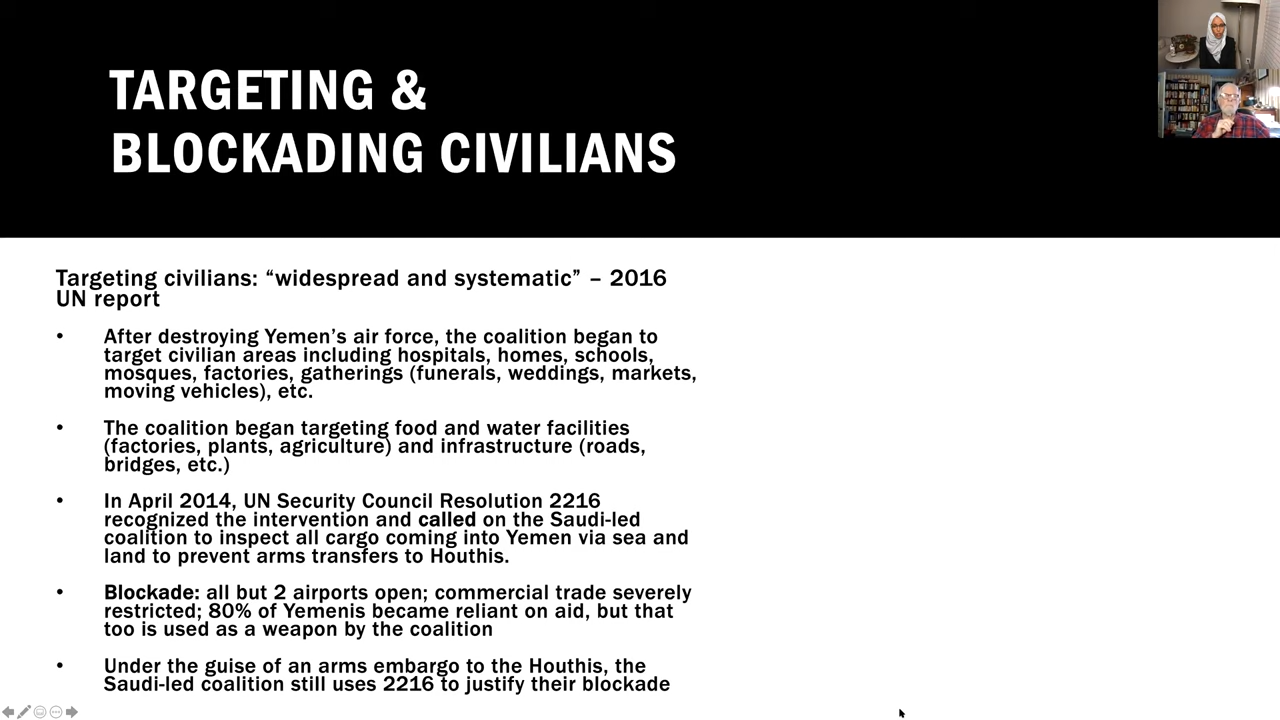 TARGETING &
BLOCKADING CIVILIANS
Targeting civilians: “widespread and systematic” – 2016
UN report
• After destroying Yemen’s air force, the coalition began to
target civilian areas including hospitals, homes, schools,
mosques, factories, gatherings (funerals, weddings, markets,
moving vehicles), etc.
• The coalition began targeting food and water facilities
(factories, plants, agriculture) and infrastructure (roads,
bridges, etc.)
• In April 2014, UN Security Council Resolution 2216
recognized the intervention and called on the Saudi-led
coalition to inspect all cargo coming into Yemen via sea and
land to prevent arms transfers to Houthis.
• Blockade: all but 2 airports open; commercial trade severely
restricted; 80% of Yemenis became reliant on aid, but that
too is used as a weapon by the coalition
• Under the guise of an arms embargo to the Houthis, the
Saudi-led coalition still uses 2216 to justify their blockade